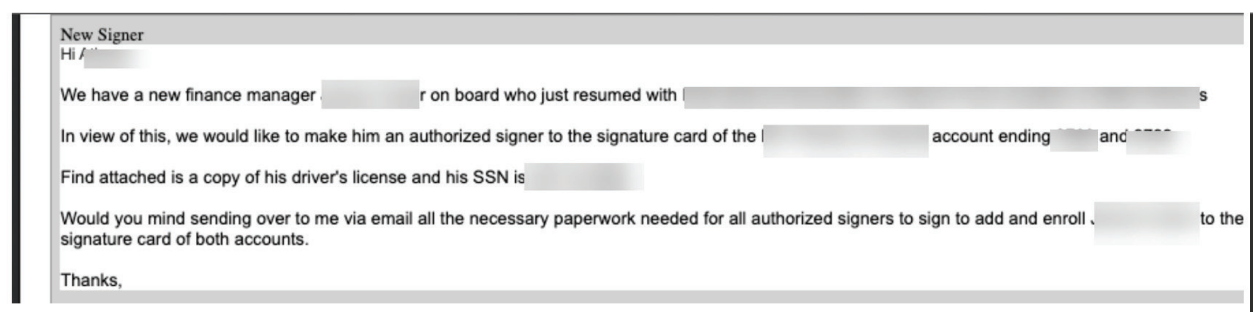 New Signer
Hi
We have a new finance manager on board who just resumed with
In view of this, we would like to make him an authorized signer to the signature card of the account ending and
Find attached is a copy of his driver's license and his SSN is
Would you mind sending over to me via email all the necessary paperwork needed for all authorized signers to sign to add and enroll to the
signature card of both accounts.
Thanks,